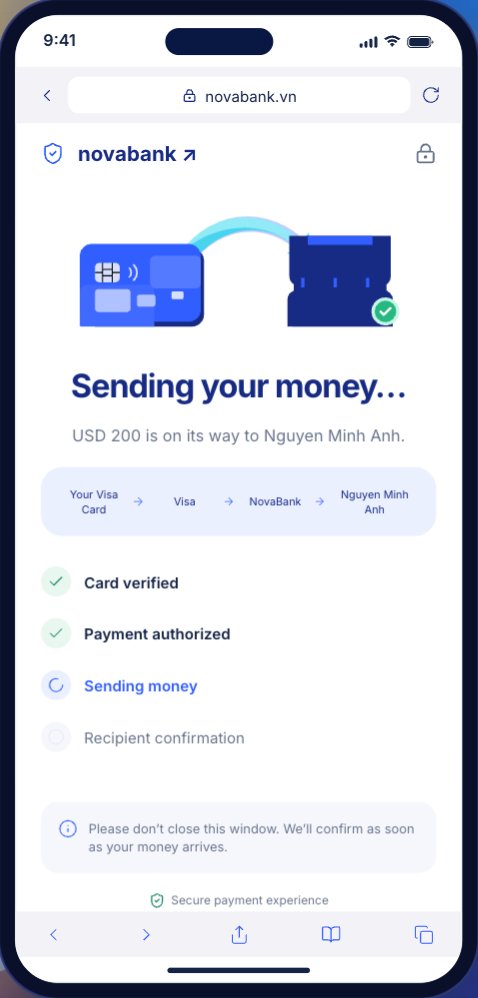 9:41
novabank.vn
novabank
Sending your money...
USD 200 is on its way to Nguyen Minh Anh.
Your Visa Card → Visa → NovaBank → Nguyen Minh Anh
Card verified
Payment authorized
Sending money
Recipient confirmation
Please don’t close this window. We’ll confirm as soon
as your money arrives.
Secure payment experience